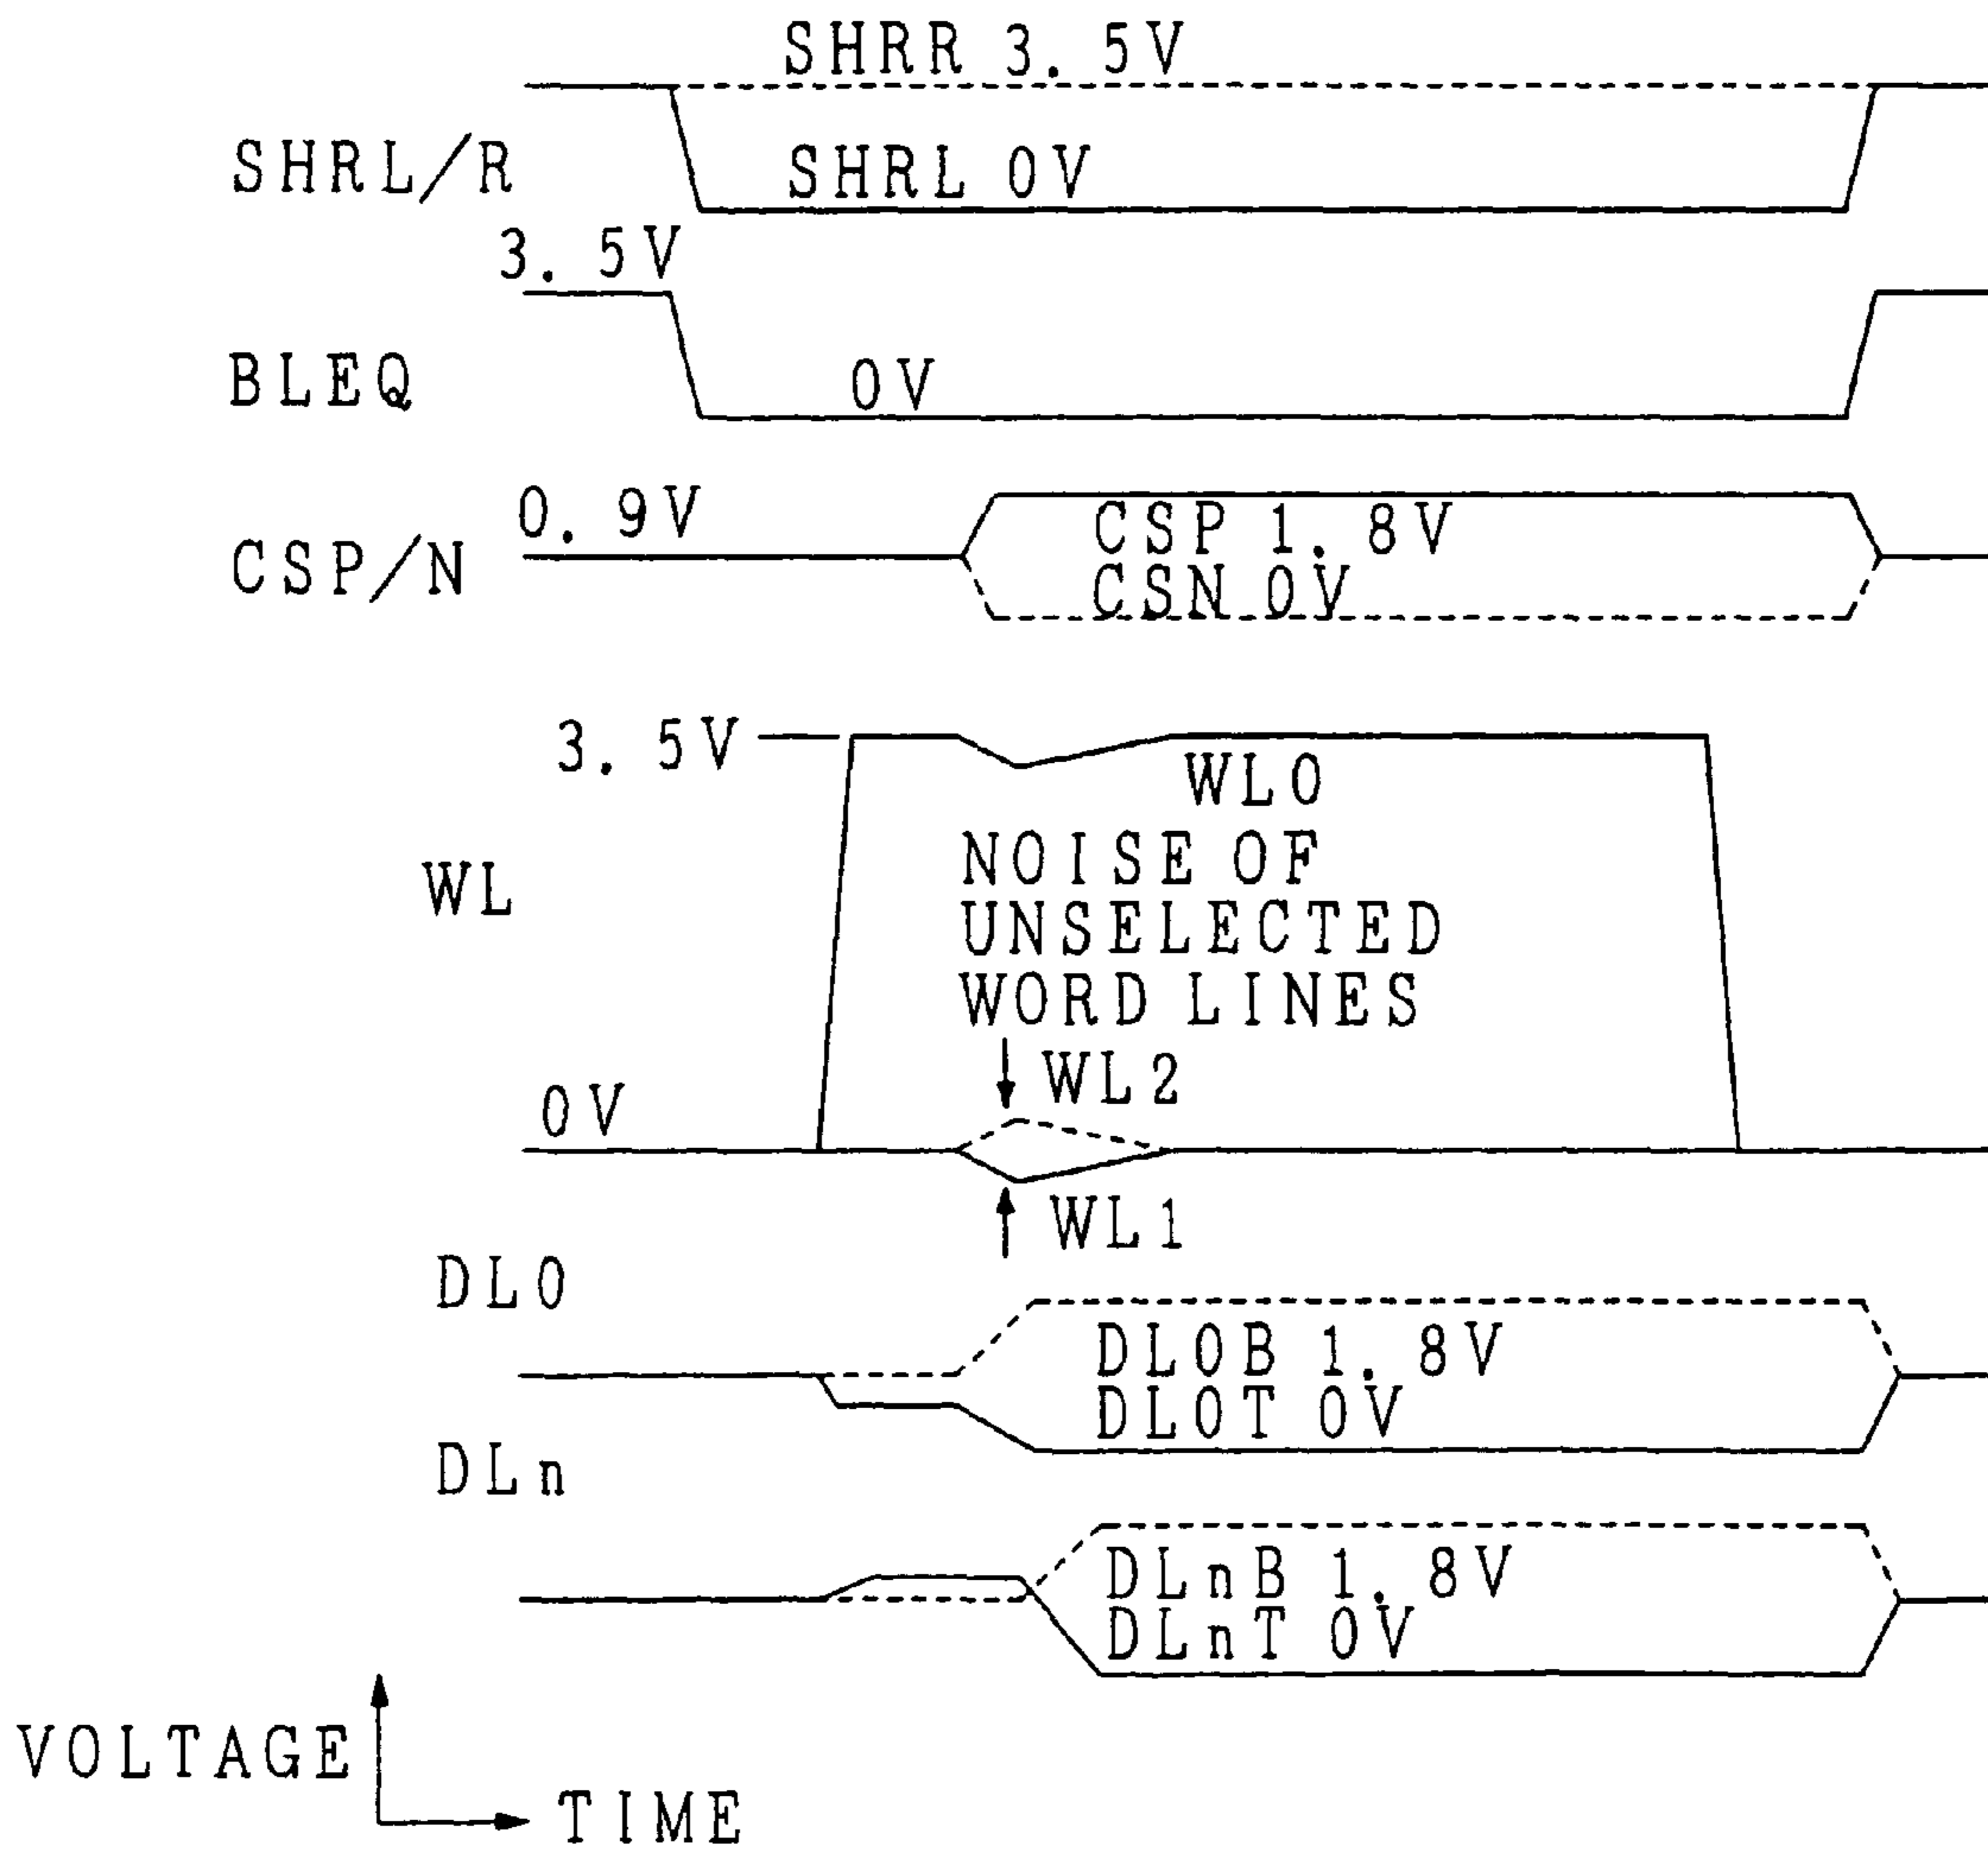 SHRR 3.5V
SHRL/R
SHRL 0V
3.5V
BLEQ
0V
0.9V
CSP 1.8V
CSP/N
CSN 0V
3.5V
WL0
NOISE OF
UNSELECTED
WORD LINES
WL
WL2
0V
WL1
DL0
DL0B 1.8V
DL0T 0V
DLn
DLnB 1.8V
DLnT 0V
VOLTAGE
TIME